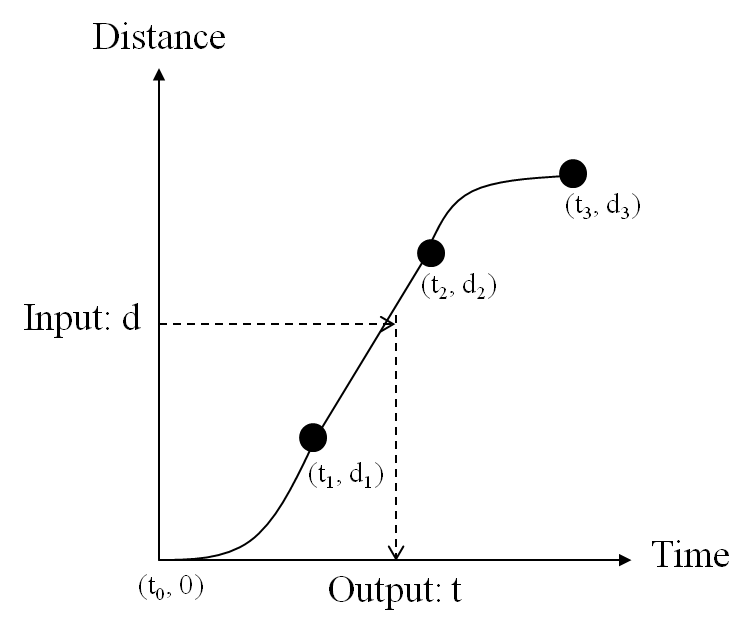 Distance
(t₃, d₃)
(t₂, d₂)
Input: d
(t₁, d₁)
Time
(t₀, 0)
Output: t